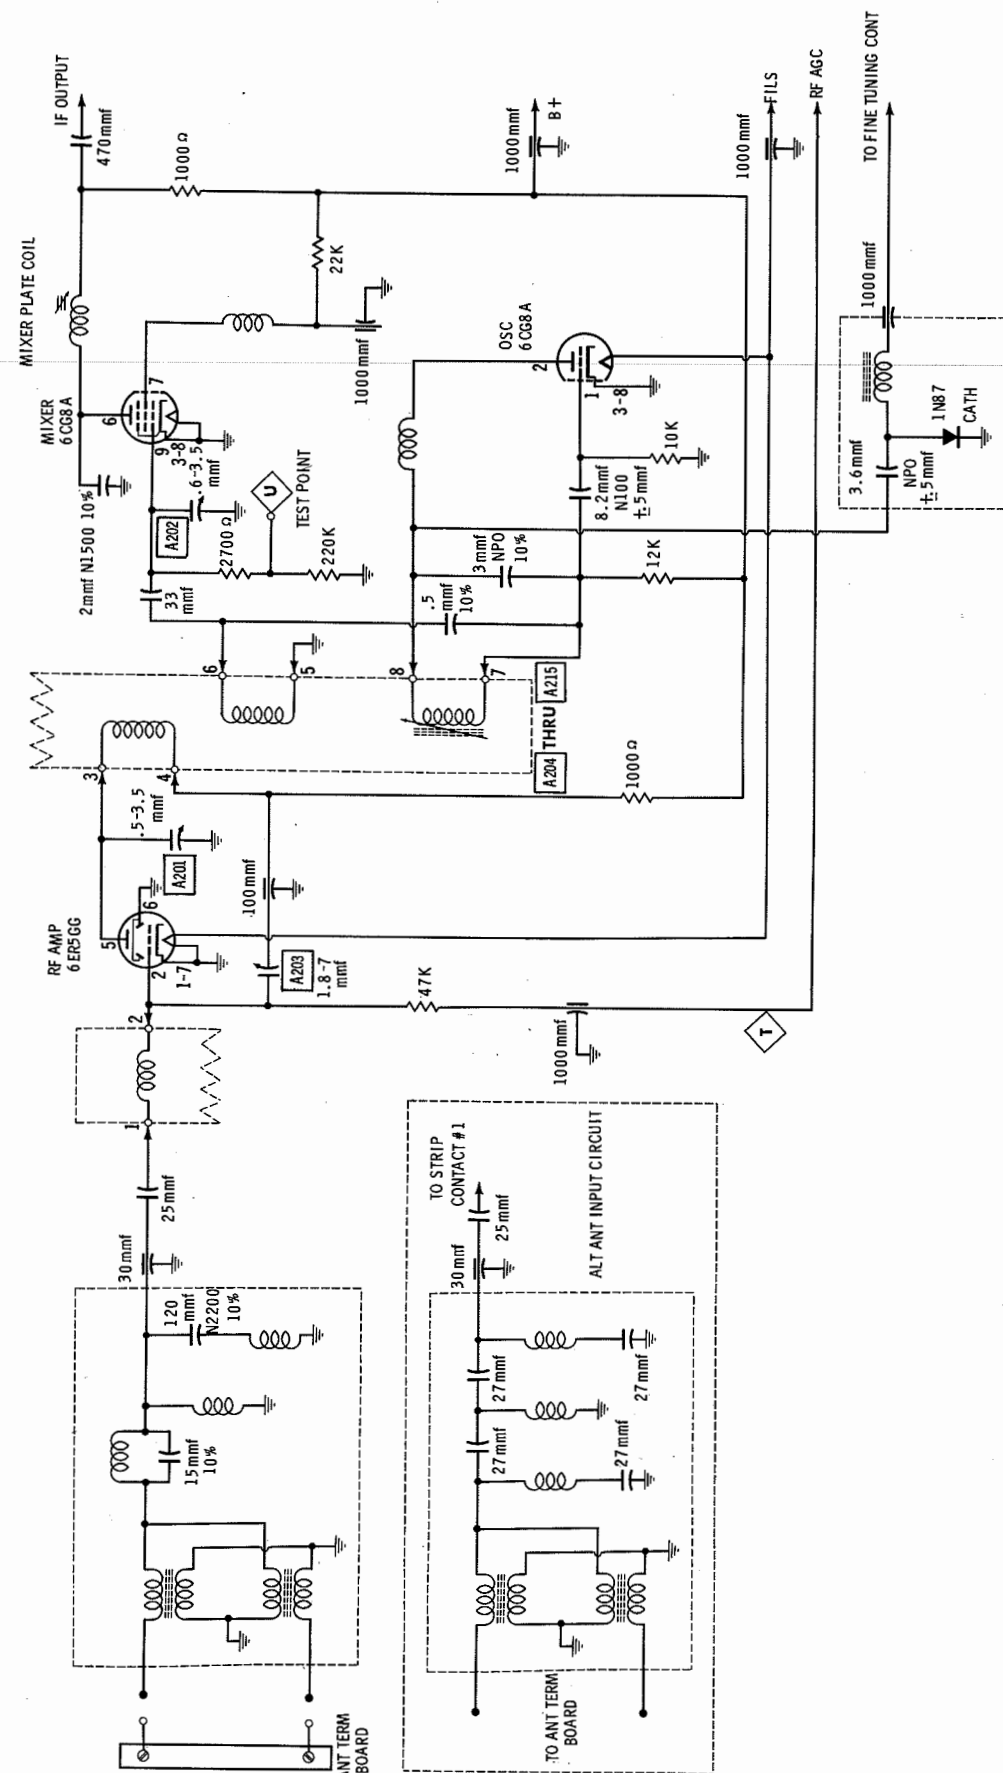 IF OUTPUT
470 mmf
1000 Ω
MIXER PLATE COIL
22K
1000 mmf
B+
1000 mmf
FILS
RF AGC
TO FINE TUNING CONT
1000 mmf
MIXER
6CG8A
6
7
9
3-8
.6-3.5
mmf
2mmf N1500 10%
A202
2700 Ω
U
TEST POINT
220K
33
mmf
1000 mmf
OSC
6CG8A
2
1
3-8
10K
8.2mmf
N100
±.5mmf
3mmf
NPO
10%
.5
mmf
10%
12K
3.6mmf
NPO
±.5mmf
1N87
CATH
6
5
8
7
A204 THRU A215
3
4
.5-3.5
mmf
A201
RF AMP
6ER5GG
5
6
2
1-7
100mmf
A203
1.8-7
mmf
1000 Ω
47K
1000 mmf
T
2
1
25mmf
30mmf
120
mmf
N2200
10%
15mmf
10%
ANT TERM
BOARD
TO STRIP
CONTACT #1
25mmf
30mmf
ALT ANT INPUT CIRCUIT
27mmf
27mmf
27mmf
27mmf
TO ANT TERM
BOARD